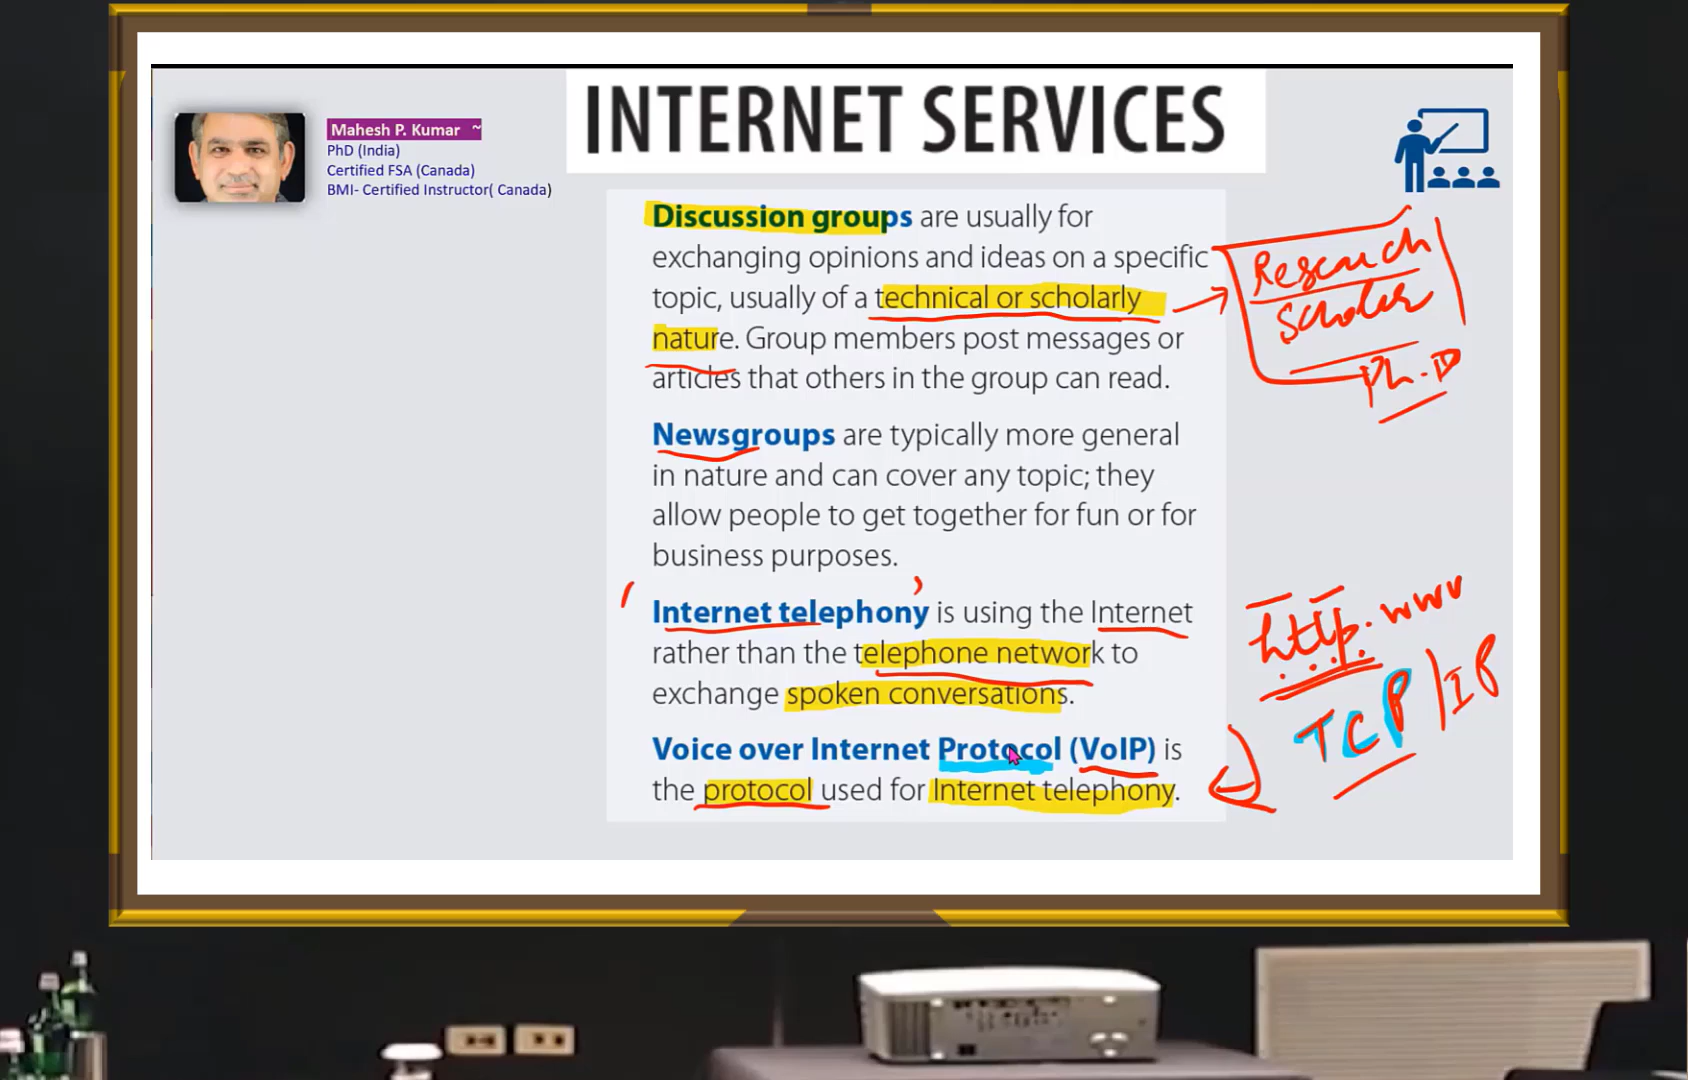 INTERNET SERVICES
Mahesh P. Kumar ~
PhD (India)
Certified FSA (Canada)
BMI- Certified Instructor( Canada)
Discussion groups are usually for
exchanging opinions and ideas on a specific
topic, usually of a technical or scholarly
nature. Group members post messages or
articles that others in the group can read.
Research
Scholar
Ph.D
Newsgroups are typically more general
in nature and can cover any topic; they
allow people to get together for fun or for
business purposes.
'Internet telephony' is using the Internet
rather than the telephone network to
exchange spoken conversations.
Voice over Internet Protocol (VoIP) is
the protocol used for Internet telephony.
http.www
TCP/IP